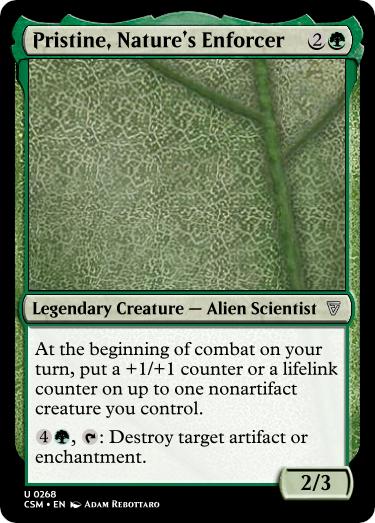 Pristine, Nature's Enforcer 2
Legendary Creature — Alien Scientist
At the beginning of combat on your
turn, put a +1/+1 counter or a lifelink
counter on up to one nonartifact
creature you control.
4 , : Destroy target artifact or
enchantment.
2/3
U 0268
CSM • EN Adam Rebottaro